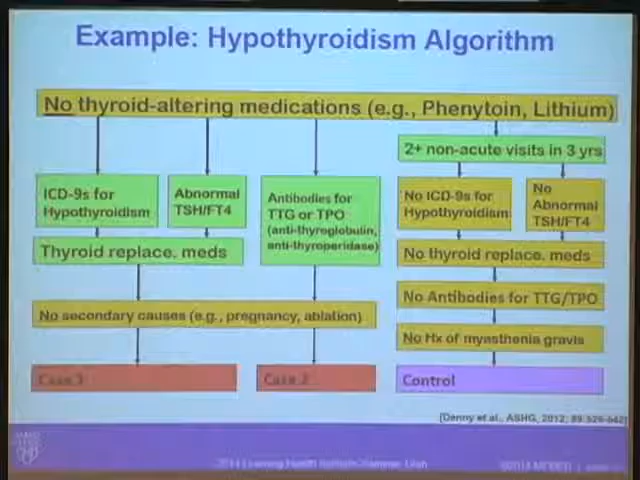 Example: Hypothyroidism Algorithm
No thyroid-altering medications (e.g., Phenytoin, Lithium)
2+ non-acute visits in 3 yrs
ICD-9s for
Hypothyroidism
Abnormal
TSH/FT4
Antibodies for
TTG or TPO
(anti-thyroglobulin,
anti-thyroperidase)
No ICD-9s for
Hypothyroidism
No
Abnormal
TSH/FT4
Thyroid replace. meds
No thyroid replace. meds
No Antibodies for TTG/TPO
No secondary causes (e.g., pregnancy, ablation)
No Hx of myasthenia gravis
Case 1
Case 2
Control
[Denny et al., ASHG, 2012; 89:529-542]